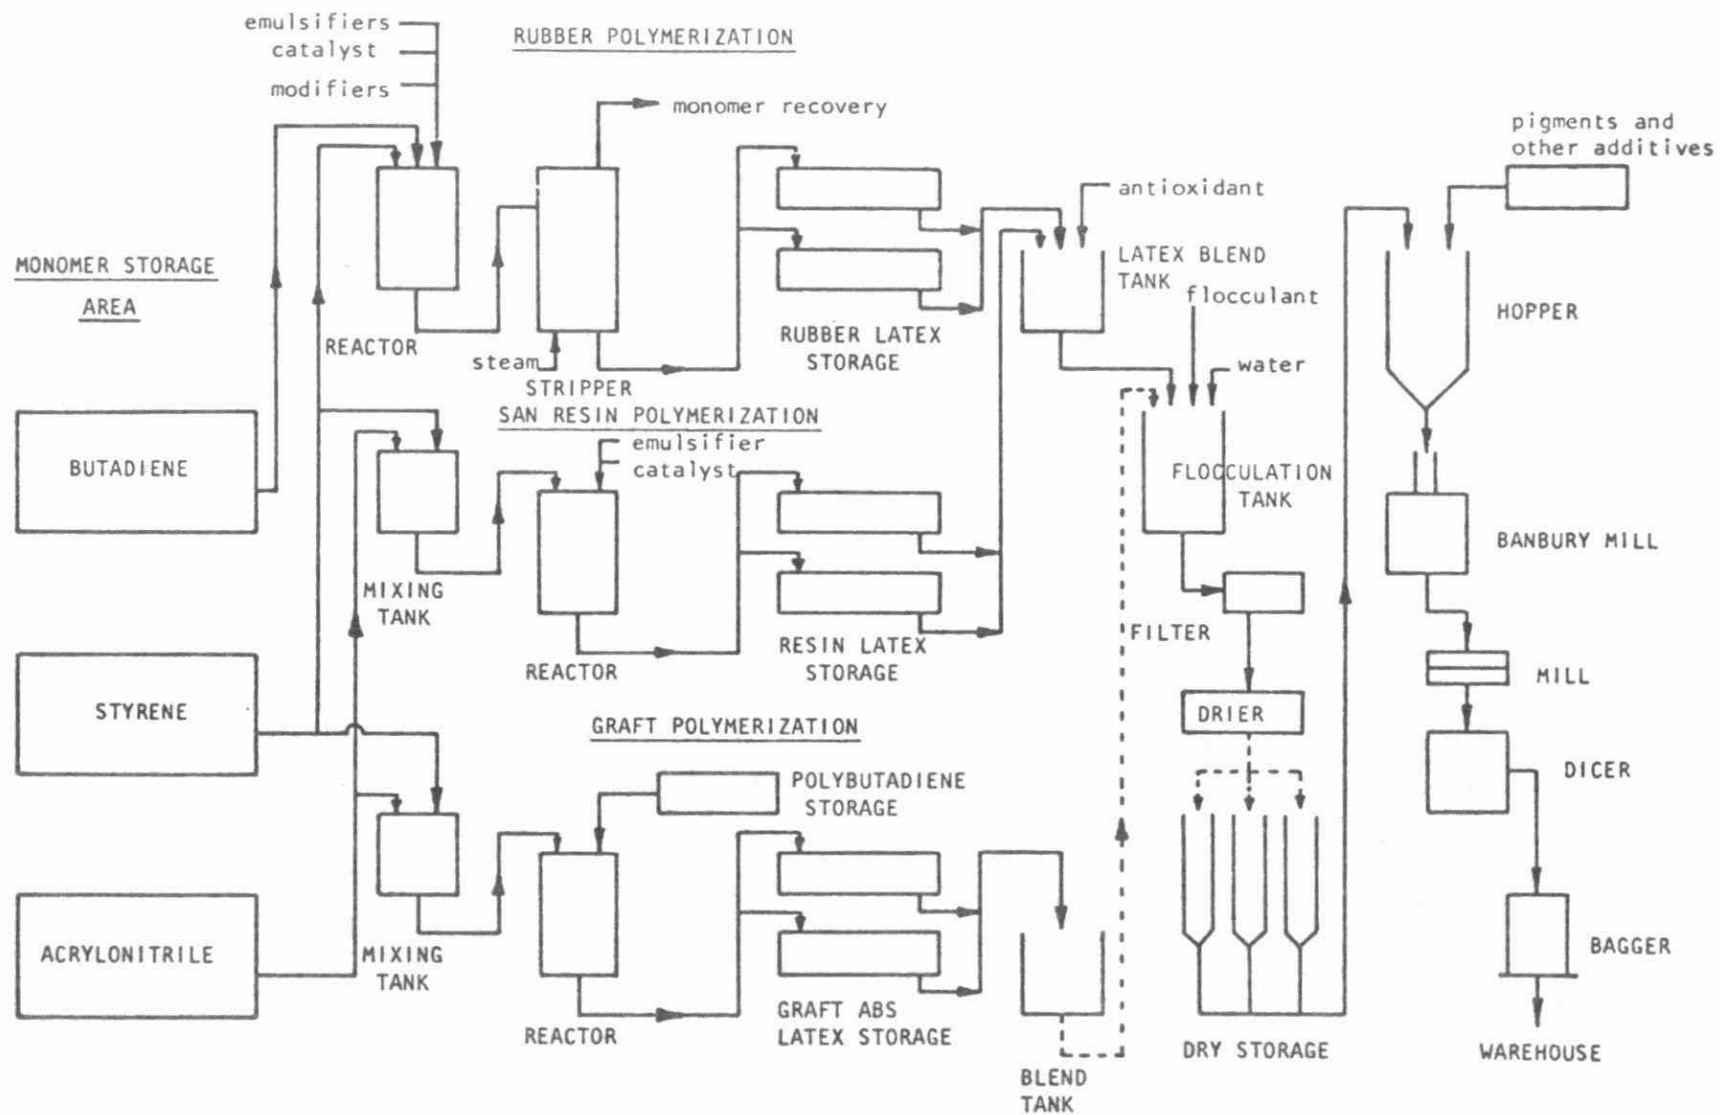 emulsifiers
catalyst
modifiers
RUBBER POLYMERIZATION
monomer recovery
pigments and
other additives
antioxidant
LATEX BLEND
TANK
flocculant
MONOMER STORAGE
AREA
HOPPER
REACTOR
RUBBER LATEX
STORAGE
steam
STRIPPER
water
SAN RESIN POLYMERIZATION
emulsifier
catalyst
BUTADIENE
FLOCCULATION
TANK
BANBURY MILL
MIXING
TANK
FILTER
RESIN LATEX
STORAGE
REACTOR
MILL
STYRENE
DRIER
GRAFT POLYMERIZATION
POLYBUTADIENE
STORAGE
DICER
ACRYLONITRILE
MIXING
TANK
BAGGER
GRAFT ABS
LATEX STORAGE
REACTOR
DRY STORAGE
WAREHOUSE
BLEND
TANK